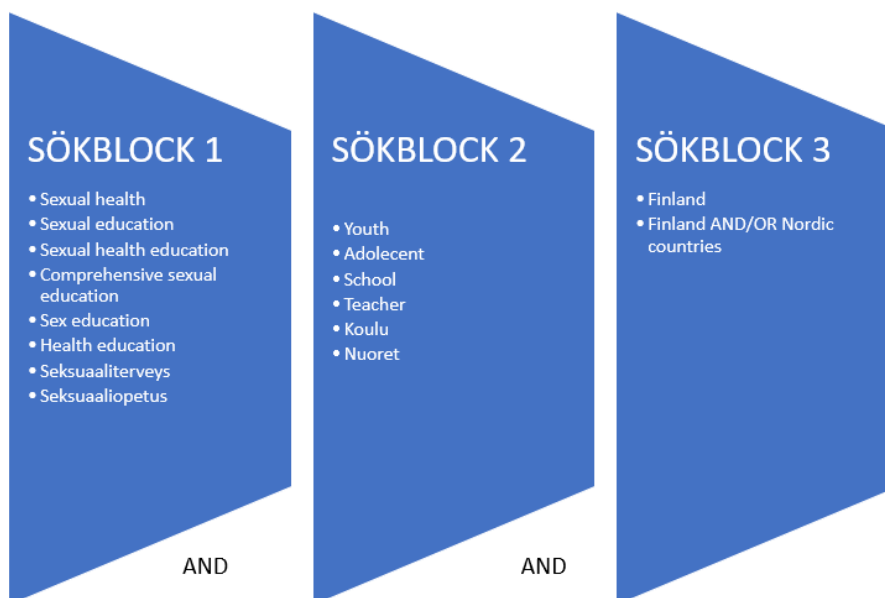 SÖKBLOCK 1
• Sexual health
• Sexual education
• Sexual health education
• Comprehensive sexual
education
• Sex education
• Health education
• Seksuaaliterveys
• Seksuaaliopetus
AND
SÖKBLOCK 2
• Youth
• Adolecent
• School
• Teacher
• Koulu
• Nuoret
AND
SÖKBLOCK 3
• Finland
• Finland AND/OR Nordic
countries